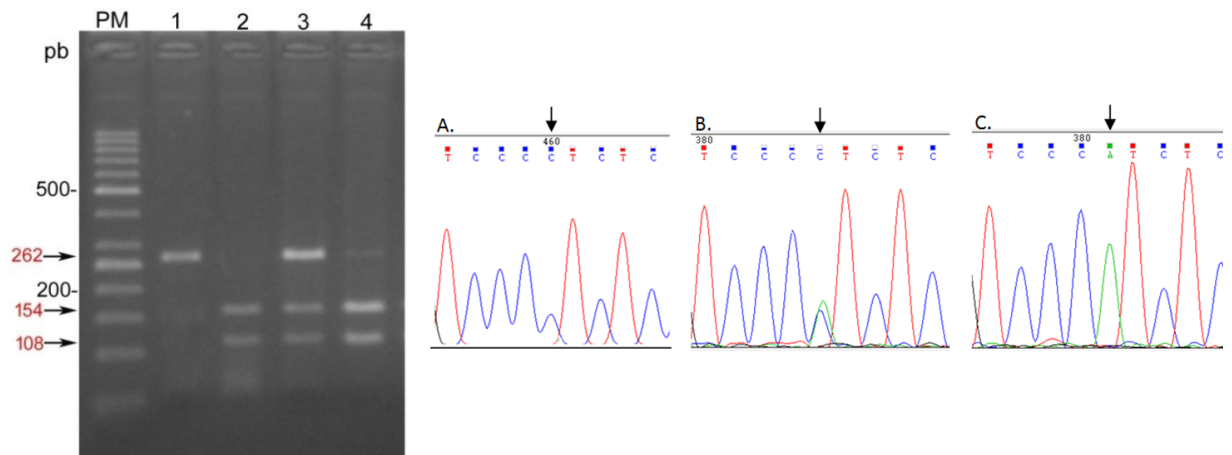 PM 1 2 3 4
pb
500-
262
200-
154
108
A.
460
T C C C C T C T C
B.
380
T C C C C T C T C
C.
380
T C C C A T C T C